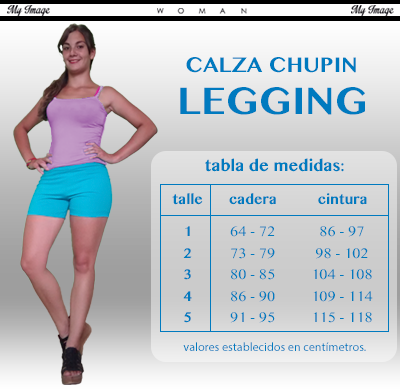 My Image WOMAN My Image
CALZA CHUPIN
LEGGING
tabla de medidas:
talle cadera cintura
1 64 - 72 86 - 97
2 73 - 79 98 - 102
3 80 - 85 104 - 108
4 86 - 90 109 - 114
5 91 - 95 115 - 118
valores establecidos en centímetros.